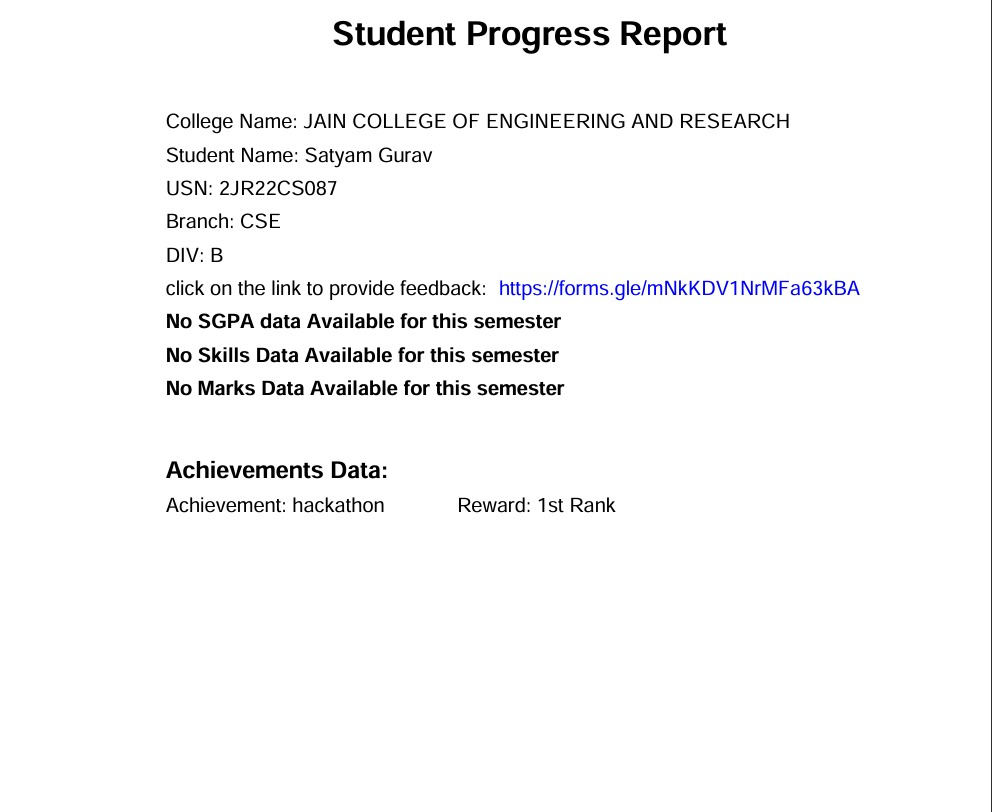 Student Progress Report
College Name: JAIN COLLEGE OF ENGINEERING AND RESEARCH
Student Name: Satyam Gurav
USN: 2JR22CS087
Branch: CSE
DIV: B
click on the link to provide feedback: https://forms.gle/mNkKDV1NrMFa63kBA
No SGPA data Available for this semester
No Skills Data Available for this semester
No Marks Data Available for this semester
Achievements Data:
Achievement: hackathon Reward: 1st Rank